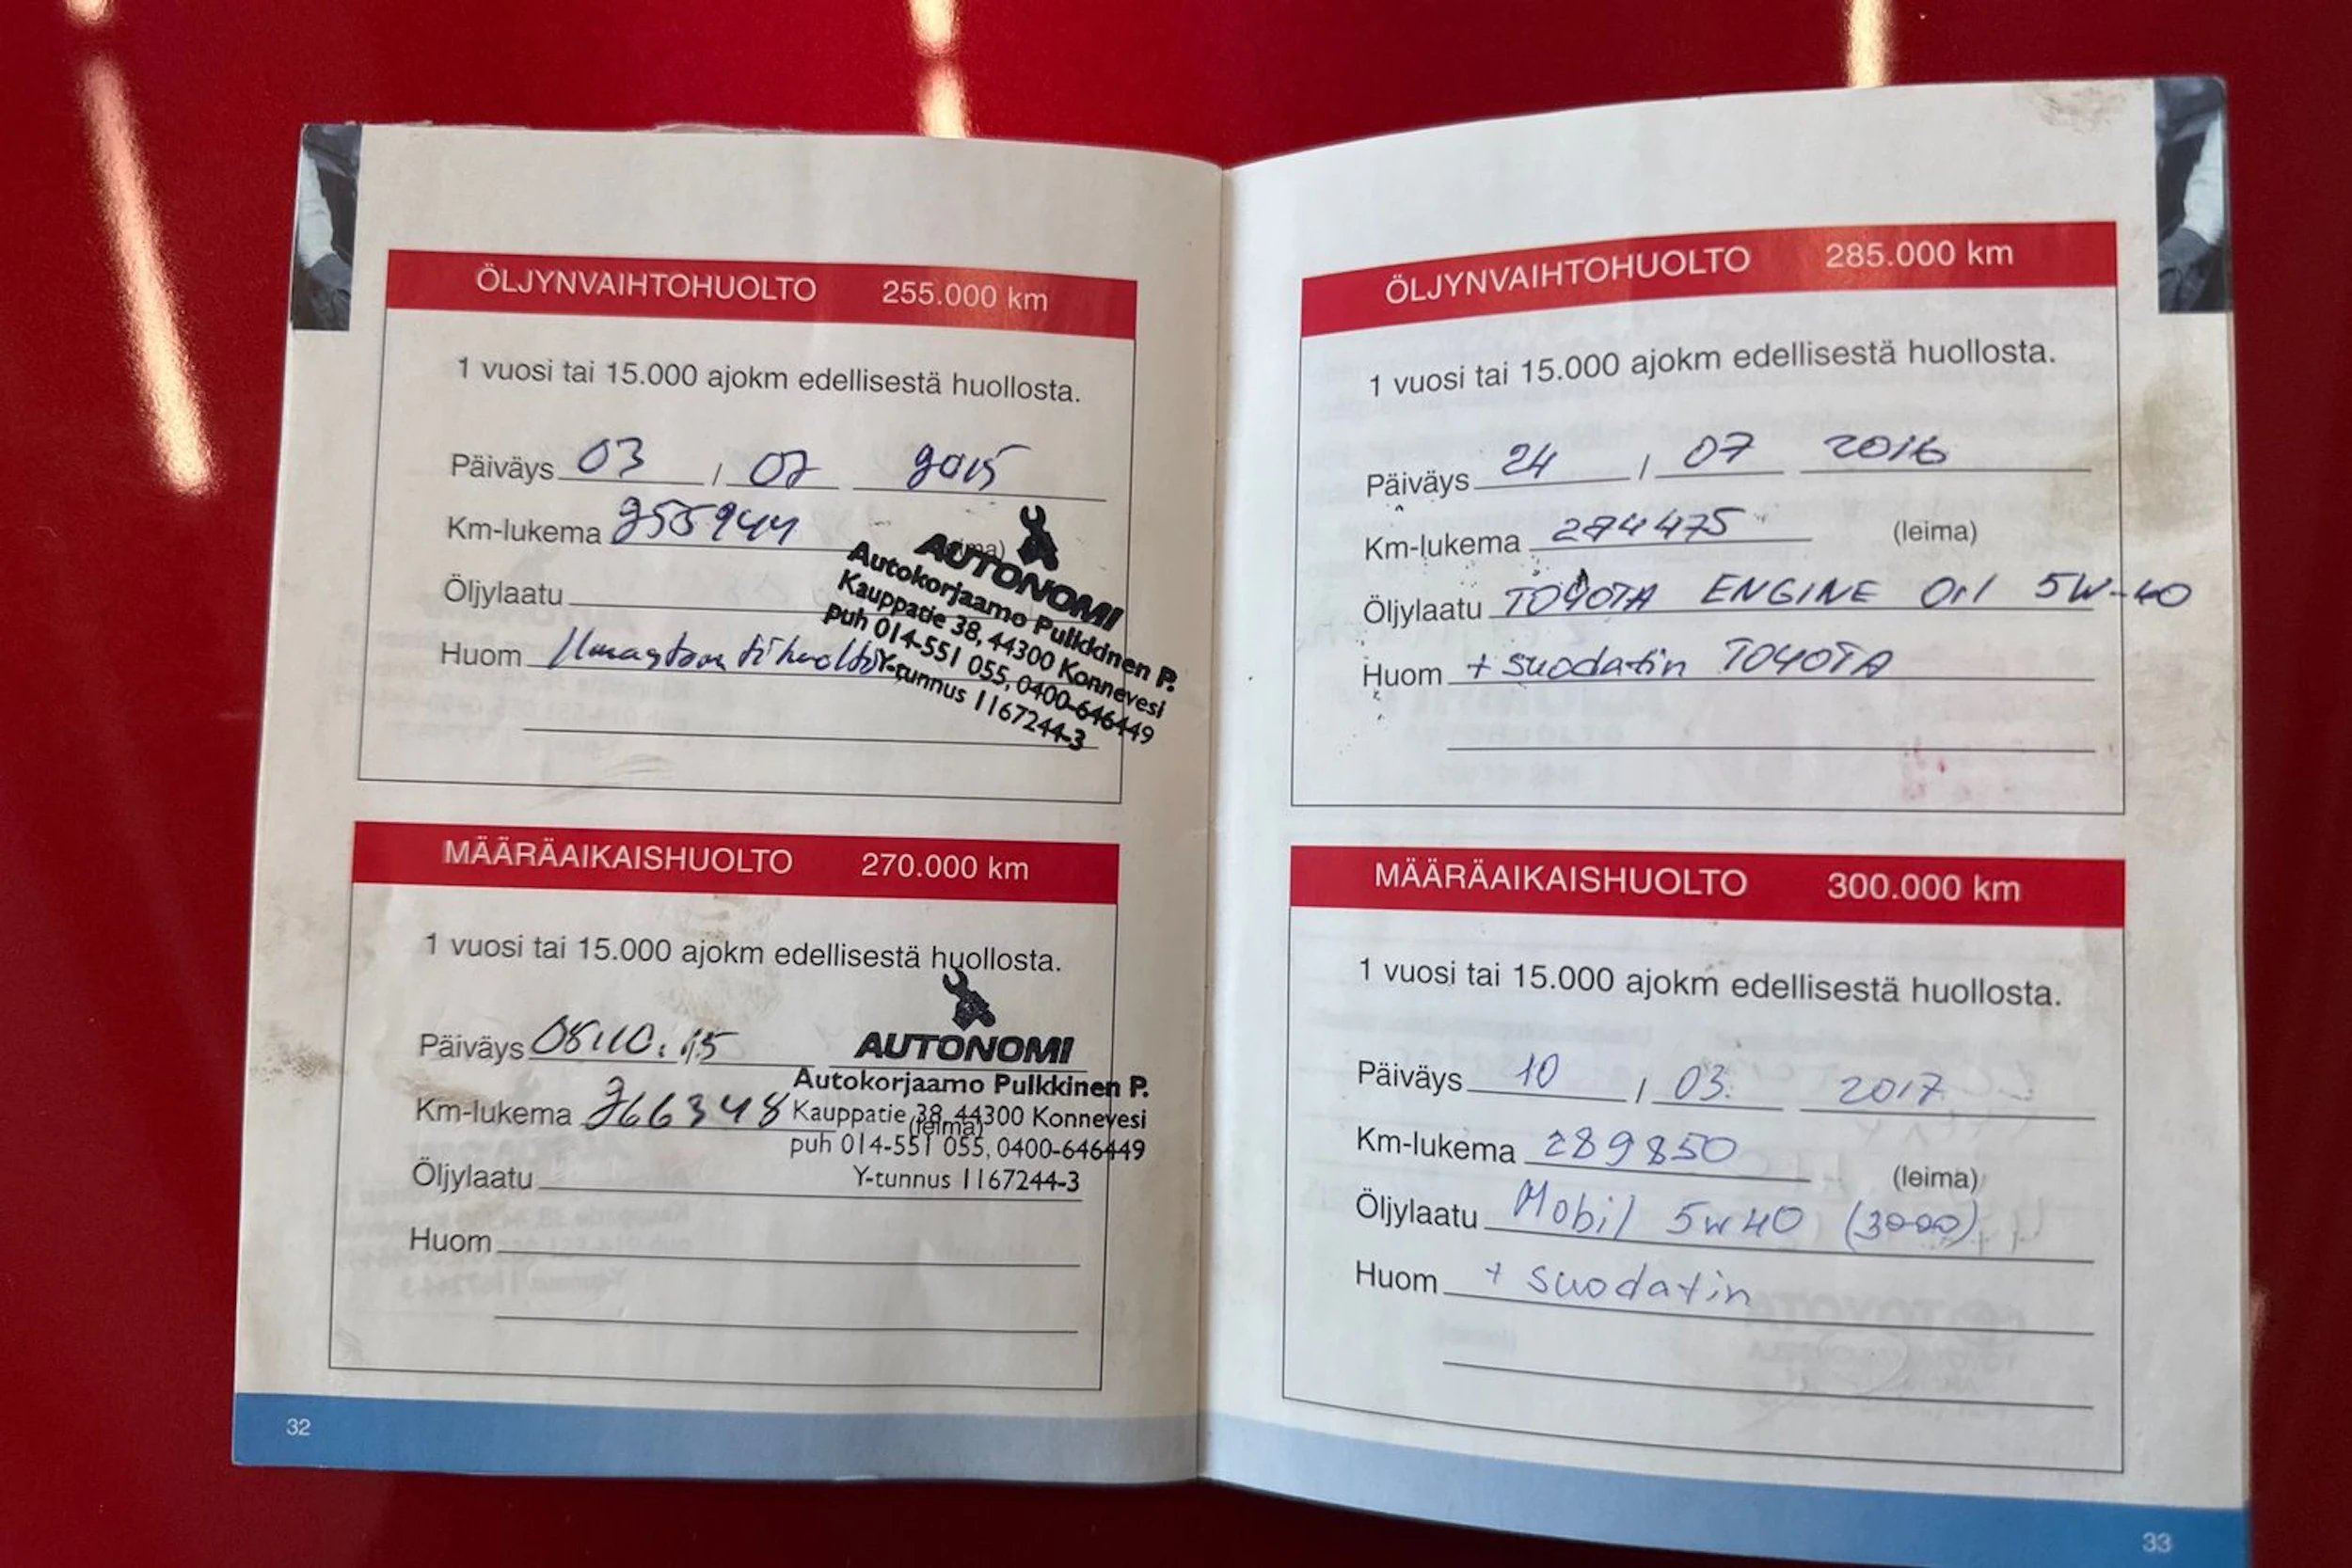 ÖLJYNVAIHTOHUOLTO 255.000 km
1 vuosi tai 15.000 ajokm edellisestä huollosta.
Päiväys 03 / 07 2015
Km-lukema 255944
(leima)
Öljylaatu
Huom Ilmastointihuolto
AUTONOMI
Autokorjaamo Pulkkinen P.
Kauppatie 38, 44300 Konnevesi
puh 014-551 055, 0400-646449
Y-tunnus 1167244-3
MÄÄRÄAIKAISHUOLTO 270.000 km
1 vuosi tai 15.000 ajokm edellisestä huollosta.
Päiväys 08.10.15
Km-lukema 266348
(leima)
Öljylaatu
Huom
AUTONOMI
Autokorjaamo Pulkkinen P.
Kauppatie 38, 44300 Konnevesi
puh 014-551 055, 0400-646449
Y-tunnus 1167244-3
32
ÖLJYNVAIHTOHUOLTO 285.000 km
1 vuosi tai 15.000 ajokm edellisestä huollosta.
Päiväys 24 / 07 2016
Km-lukema 274475 (leima)
Öljylaatu TOYOTA ENGINE Oil 5W-40
Huom + suodatin TOYOTA
MÄÄRÄAIKAISHUOLTO 300.000 km
1 vuosi tai 15.000 ajokm edellisestä huollosta.
Päiväys 10 / 03. 2017
Km-lukema 289850 (leima)
Öljylaatu Mobil 5w40 (3000)
Huom + suodatin
33